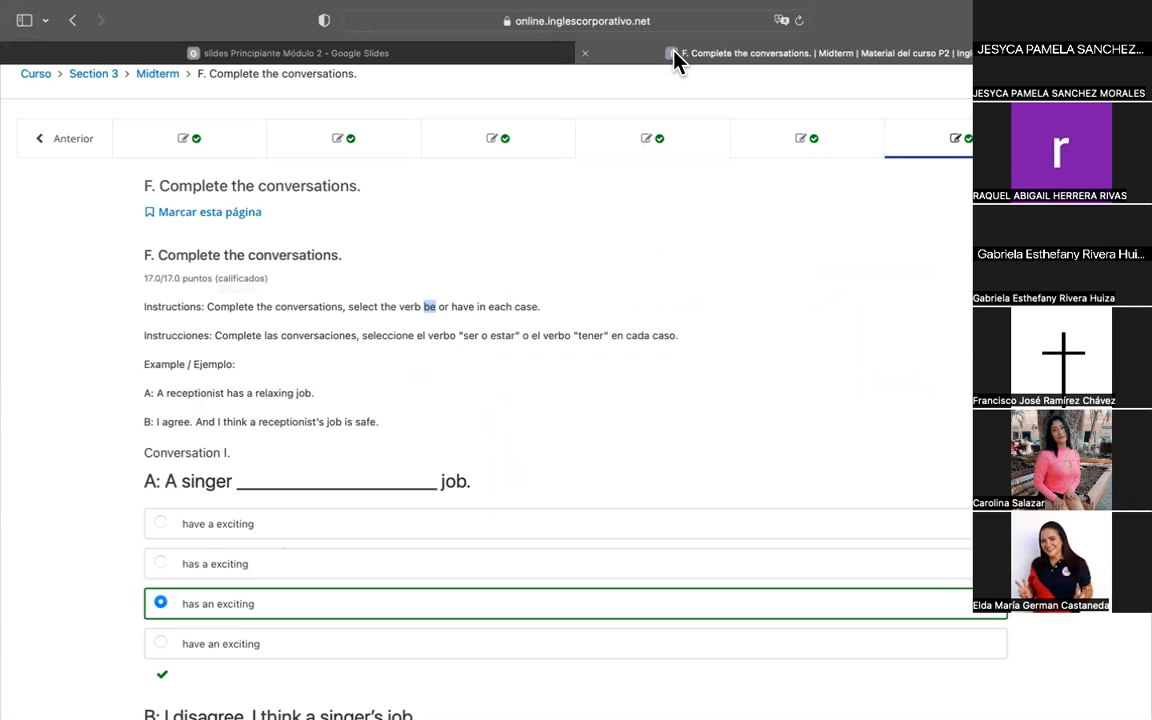 online.inglescorporativo.net
G slides Principiante Módulo 2 - Google Slides
F. Complete the conversations. | Midterm | Material del curso P2 | Ingl
Curso > Section 3 > Midterm > F. Complete the conversations.
Anterior
F. Complete the conversations.
Marcar esta página
F. Complete the conversations.
17.0/17.0 puntos (calificados)
Instructions: Complete the conversations, select the verb be or have in each case.
Instrucciones: Complete las conversaciones, seleccione el verbo "ser o estar" o el verbo "tener" en cada caso.
Example / Ejemplo:
A: A receptionist has a relaxing job.
B: I agree. And I think a receptionist's job is safe.
Conversation I.
A: A singer ____________________ job.
have a exciting
has a exciting
has an exciting
have an exciting
B: I disagree. I think a singer's job
JESYCA PAMELA SANCHEZ...
JESYCA PAMELA SANCHEZ MORALES
r
RAQUEL ABIGAIL HERRERA RIVAS
Gabriela Esthefany Rivera Hui...
Gabriela Esthefany Rivera Huiza
Francisco José Ramírez Chávez
Carolina Salazar
Elda María German Castaneda